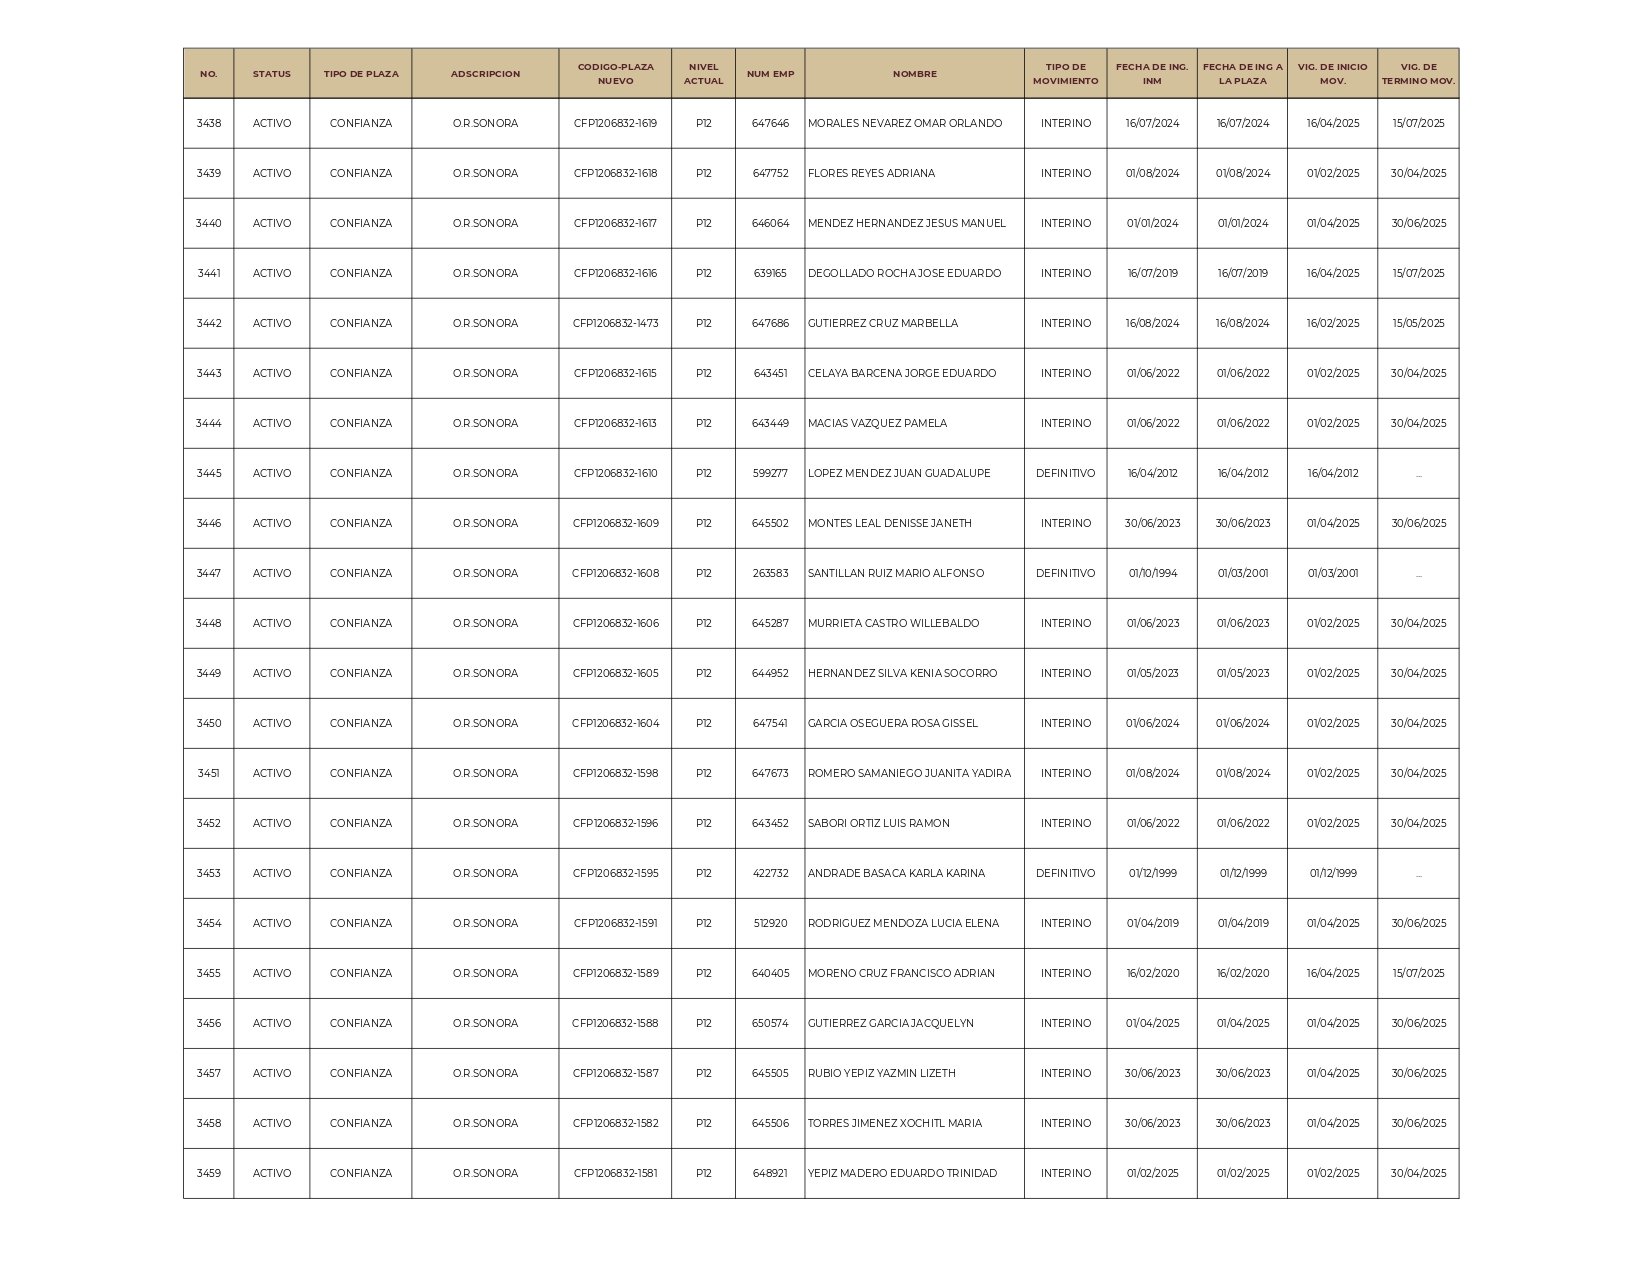 NO. STATUS TIPO DE PLAZA ADSCRIPCION CODIGO-PLAZA NUEVO NIVEL ACTUAL NUM EMP NOMBRE TIPO DE MOVIMIENTO FECHA DE ING. INM FECHA DE ING A LA PLAZA VIG. DE INICIO MOV. VIG. DE TERMINO MOV.
3438 ACTIVO CONFIANZA O.R.SONORA CFP1206832-1619 P12 647646 MORALES NEVAREZ OMAR ORLANDO INTERINO 16/07/2024 16/07/2024 16/04/2025 15/07/2025
3439 ACTIVO CONFIANZA O.R.SONORA CFP1206832-1618 P12 647752 FLORES REYES ADRIANA INTERINO 01/08/2024 01/08/2024 01/02/2025 30/04/2025
3440 ACTIVO CONFIANZA O.R.SONORA CFP1206832-1617 P12 646064 MENDEZ HERNANDEZ JESUS MANUEL INTERINO 01/01/2024 01/01/2024 01/04/2025 30/06/2025
3441 ACTIVO CONFIANZA O.R.SONORA CFP1206832-1616 P12 639165 DEGOLLADO ROCHA JOSE EDUARDO INTERINO 16/07/2019 16/07/2019 16/04/2025 15/07/2025
3442 ACTIVO CONFIANZA O.R.SONORA CFP1206832-1473 P12 647686 GUTIERREZ CRUZ MARBELLA INTERINO 16/08/2024 16/08/2024 16/02/2025 15/05/2025
3443 ACTIVO CONFIANZA O.R.SONORA CFP1206832-1615 P12 643451 CELAYA BARCENA JORGE EDUARDO INTERINO 01/06/2022 01/06/2022 01/02/2025 30/04/2025
3444 ACTIVO CONFIANZA O.R.SONORA CFP1206832-1613 P12 643449 MACIAS VAZQUEZ PAMELA INTERINO 01/06/2022 01/06/2022 01/02/2025 30/04/2025
3445 ACTIVO CONFIANZA O.R.SONORA CFP1206832-1610 P12 599277 LOPEZ MENDEZ JUAN GUADALUPE DEFINITIVO 16/04/2012 16/04/2012 16/04/2012 ...
3446 ACTIVO CONFIANZA O.R.SONORA CFP1206832-1609 P12 645502 MONTES LEAL DENISSE JANETH INTERINO 30/06/2023 30/06/2023 01/04/2025 30/06/2025
3447 ACTIVO CONFIANZA O.R.SONORA CFP1206832-1608 P12 263583 SANTILLAN RUIZ MARIO ALFONSO DEFINITIVO 01/10/1994 01/03/2001 01/03/2001 ...
3448 ACTIVO CONFIANZA O.R.SONORA CFP1206832-1606 P12 645287 MURRIETA CASTRO WILLEBALDO INTERINO 01/06/2023 01/06/2023 01/02/2025 30/04/2025
3449 ACTIVO CONFIANZA O.R.SONORA CFP1206832-1605 P12 644952 HERNANDEZ SILVA KENIA SOCORRO INTERINO 01/05/2023 01/05/2023 01/02/2025 30/04/2025
3450 ACTIVO CONFIANZA O.R.SONORA CFP1206832-1604 P12 647541 GARCIA OSEGUERA ROSA GISSEL INTERINO 01/06/2024 01/06/2024 01/02/2025 30/04/2025
3451 ACTIVO CONFIANZA O.R.SONORA CFP1206832-1598 P12 647673 ROMERO SAMANIEGO JUANITA YADIRA INTERINO 01/08/2024 01/08/2024 01/02/2025 30/04/2025
3452 ACTIVO CONFIANZA O.R.SONORA CFP1206832-1596 P12 643452 SABORI ORTIZ LUIS RAMON INTERINO 01/06/2022 01/06/2022 01/02/2025 30/04/2025
3453 ACTIVO CONFIANZA O.R.SONORA CFP1206832-1595 P12 422732 ANDRADE BASACA KARLA KARINA DEFINITIVO 01/12/1999 01/12/1999 01/12/1999 ...
3454 ACTIVO CONFIANZA O.R.SONORA CFP1206832-1591 P12 512920 RODRIGUEZ MENDOZA LUCIA ELENA INTERINO 01/04/2019 01/04/2019 01/04/2025 30/06/2025
3455 ACTIVO CONFIANZA O.R.SONORA CFP1206832-1589 P12 640405 MORENO CRUZ FRANCISCO ADRIAN INTERINO 16/02/2020 16/02/2020 16/04/2025 15/07/2025
3456 ACTIVO CONFIANZA O.R.SONORA CFP1206832-1588 P12 650574 GUTIERREZ GARCIA JACQUELYN INTERINO 01/04/2025 01/04/2025 01/04/2025 30/06/2025
3457 ACTIVO CONFIANZA O.R.SONORA CFP1206832-1587 P12 645505 RUBIO YEPIZ YAZMIN LIZETH INTERINO 30/06/2023 30/06/2023 01/04/2025 30/06/2025
3458 ACTIVO CONFIANZA O.R.SONORA CFP1206832-1582 P12 645506 TORRES JIMENEZ XOCHITL MARIA INTERINO 30/06/2023 30/06/2023 01/04/2025 30/06/2025
3459 ACTIVO CONFIANZA O.R.SONORA CFP1206832-1581 P12 648921 YEPIZ MADERO EDUARDO TRINIDAD INTERINO 01/02/2025 01/02/2025 01/02/2025 30/04/2025